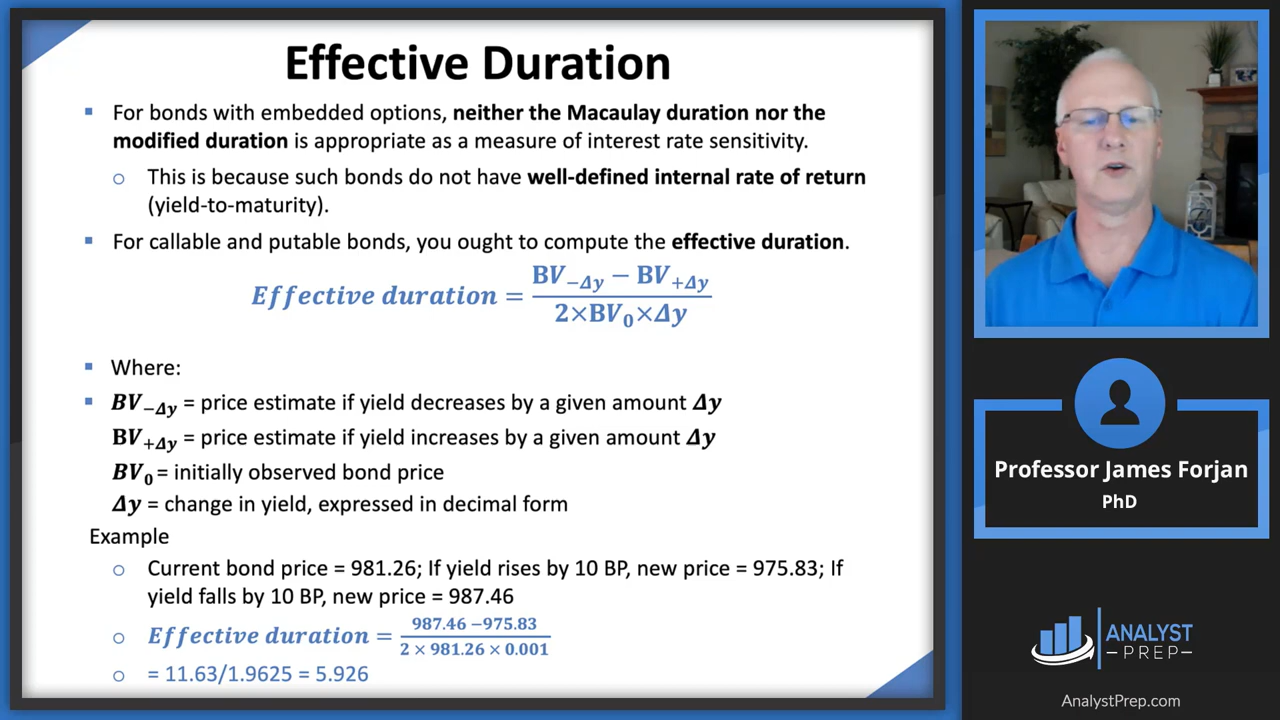 Effective Duration
▪ For bonds with embedded options, neither the Macaulay duration nor the
modified duration is appropriate as a measure of interest rate sensitivity.
o This is because such bonds do not have well-defined internal rate of return
(yield-to-maturity).
▪ For callable and putable bonds, you ought to compute the effective duration.
Effective duration = (BV₋Δy − BV₊Δy) / (2×BV₀×Δy)
▪ Where:
▪ BV₋Δy = price estimate if yield decreases by a given amount Δy
BV₊Δy = price estimate if yield increases by a given amount Δy
BV₀ = initially observed bond price
Δy = change in yield, expressed in decimal form
Example
o Current bond price = 981.26; If yield rises by 10 BP, new price = 975.83; If
yield falls by 10 BP, new price = 987.46
o Effective duration = (987.46 −975.83) / (2 × 981.26 × 0.001)
o = 11.63/1.9625 = 5.926
Professor James Forjan
PhD
ANALYST
PREP
AnalystPrep.com